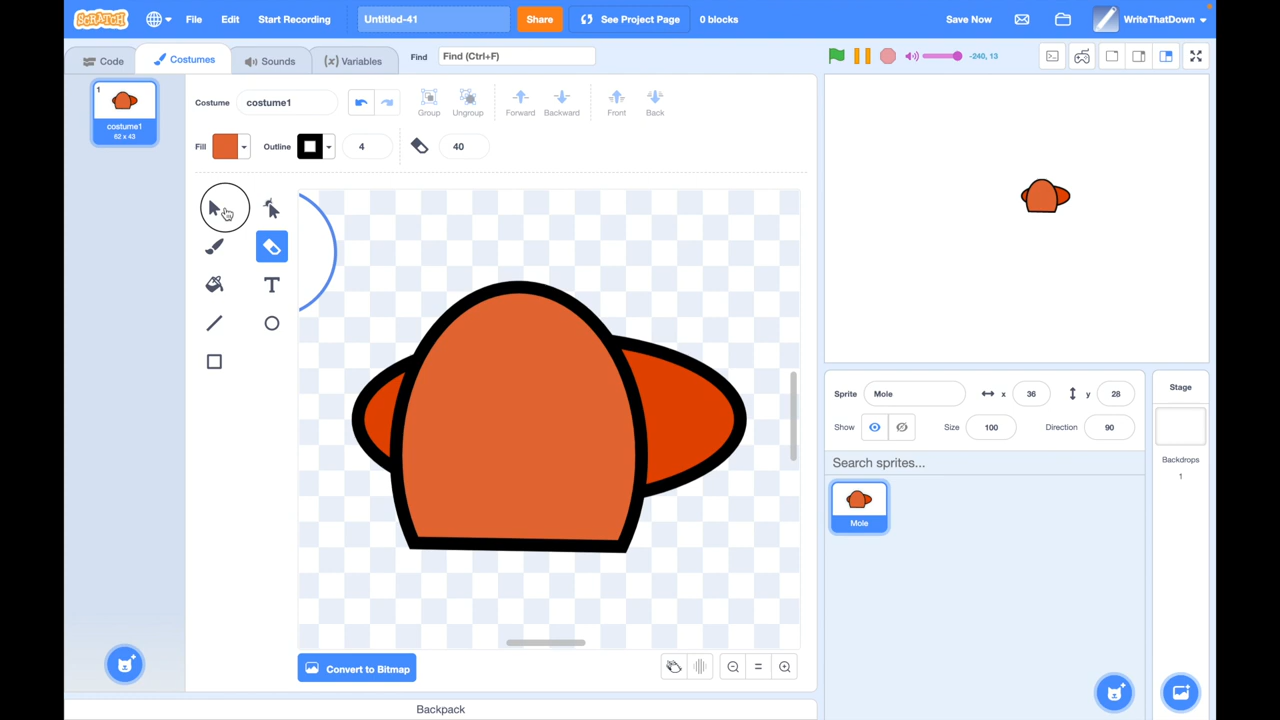 SCRATCH File Edit Start Recording Untitled-41 Share See Project Page 0 blocks Save Now WriteThatDown
Code Costumes Sounds (x) Variables Find Find (Ctrl+F) -240, 13
1
costume1
62 x 43
Costume costume1 Group Ungroup Forward Backward Front Back
Fill Outline 4 40
T
Convert to Bitmap
Backpack
Sprite Mole x 36 y 28
Show Size 100 Direction 90
Search sprites...
Mole
Stage
Backdrops
1